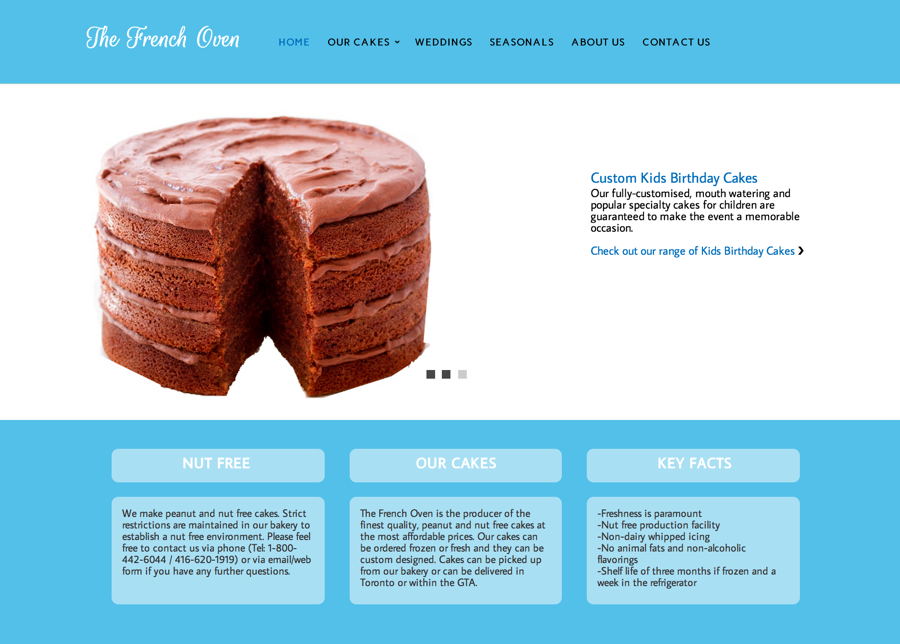 The French Oven
HOME OUR CAKES WEDDINGS SEASONALS ABOUT US CONTACT US
Custom Kids Birthday Cakes
Our fully-customised, mouth watering and
popular specialty cakes for children are
guaranteed to make the event a memorable
occasion.
Check out our range of Kids Birthday Cakes ❯
NUT FREE
We make peanut and nut free cakes. Strict
restrictions are maintained in our bakery to
establish a nut free environment. Please feel
free to contact us via phone (Tel: 1-800-
442-6044 / 416-620-1919) or via email/web
form if you have any further questions.
OUR CAKES
The French Oven is the producer of the
finest quality, peanut and nut free cakes at
the most affordable prices. Our cakes can
be ordered frozen or fresh and they can be
custom designed. Cakes can be picked up
from our bakery or can be delivered in
Toronto or within the GTA.
KEY FACTS
-Freshness is paramount
-Nut free production facility
-Non-dairy whipped icing
-No animal fats and non-alcoholic
flavorings
-Shelf life of three months if frozen and a
week in the refrigerator